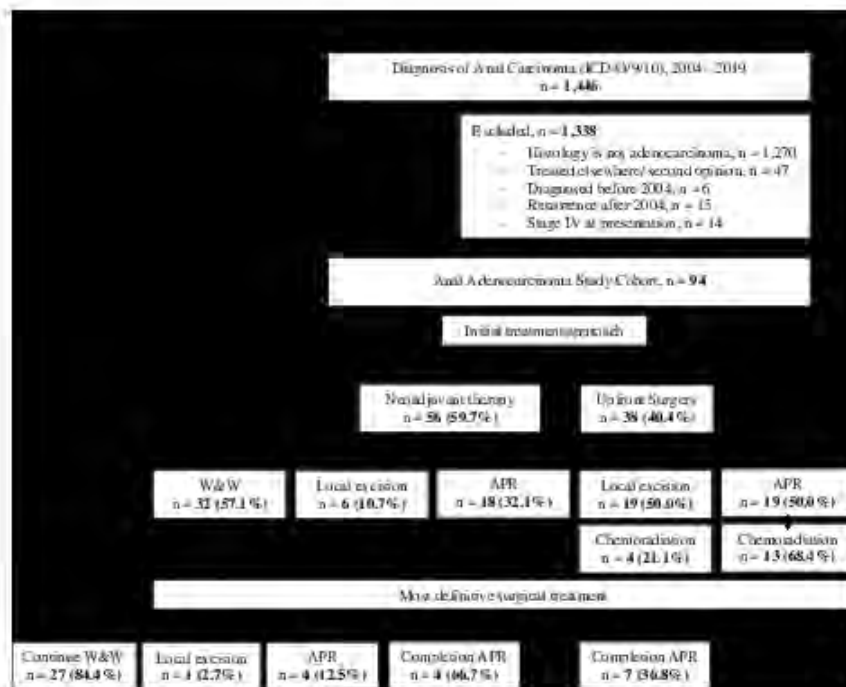 Diagnosis of Anal Carcinoma (ICD-O/9/10), 2004 - 2019
n = 1,446
Excluded, n = 1,338
- Histology is not adenocarcinoma, n = 1,270
- Treated elsewhere/ second opinion, n = 47
- Diagnosed before 2004, n = 6
- Recurrence after 2004, n = 15
- Stage IV at presentation, n = 14
Anal Adenocarcinoma Study Cohort, n = 94
Initial treatment approach
Neoadjuvant therapy
n = 56 (59.7%)
Upfront Surgery
n = 38 (40.4%)
W&W
n = 32 (57.1%)
Local excision
n = 6 (10.7%)
APR
n = 18 (32.1%)
Local excision
n = 19 (50.0%)
APR
n = 19 (50.0%)
Chemoradiation
n = 4 (21.1%)
Chemoradiation
n = 13 (68.4%)
Most definitive surgical treatment
Continue W&W
n = 27 (84.4%)
Local excision
n = 1 (2.7%)
APR
n = 4 (12.5%)
Completion APR
n = 4 (66.7%)
Completion APR
n = 7 (36.8%)